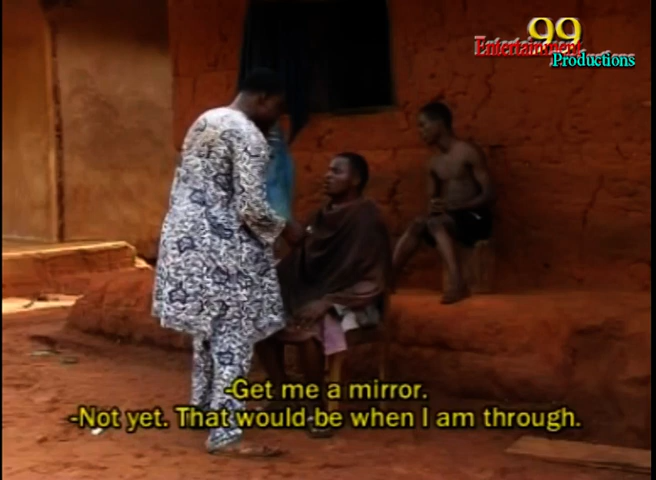 99
Entertainment
Productions
-Get me a mirror.
-Not yet. That would be when I am through.